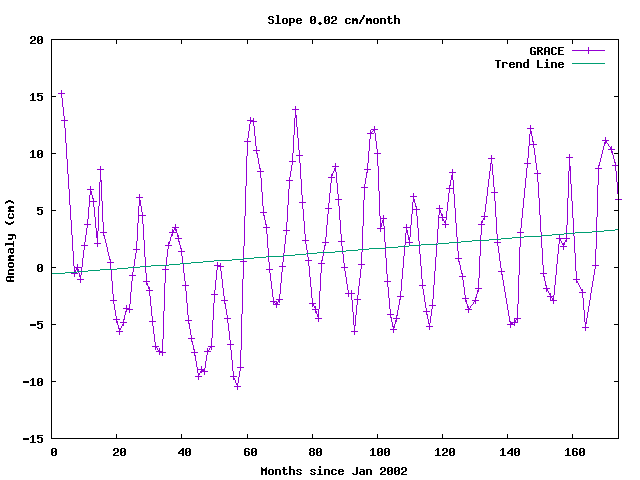 Slope 0.02 cm/month
20
GRACE
Trend Line
15
10
5
0
-5
-10
-15
Anomaly (cm)
0 20 40 60 80 100 120 140 160
Months since Jan 2002